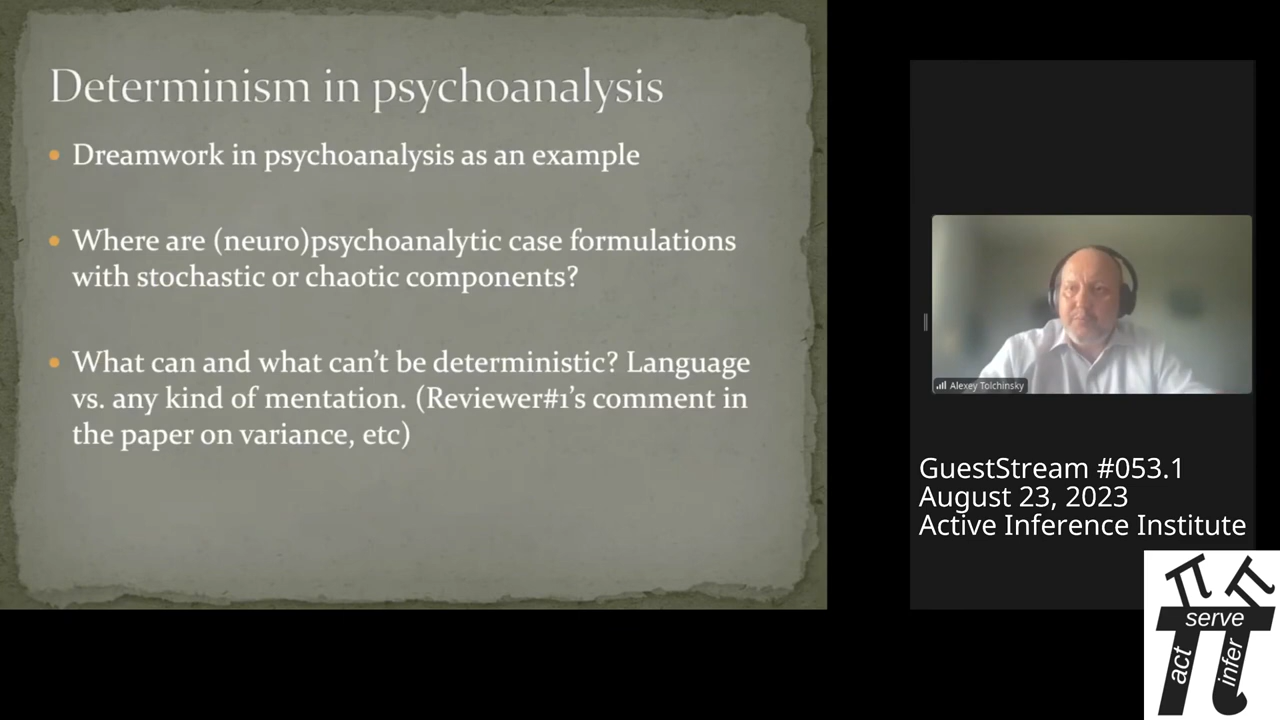 Determinism in psychoanalysis
Dreamwork in psychoanalysis as an example
Where are (neuro)psychoanalytic case formulations
with stochastic or chaotic components?
What can and what can't be deterministic? Language
vs. any kind of mentation. (Reviewer#1's comment in
the paper on variance, etc)
Alexey Tolchinsky
GuestStream #053.1
August 23, 2023
Active Inference Institute
serve
act
infer